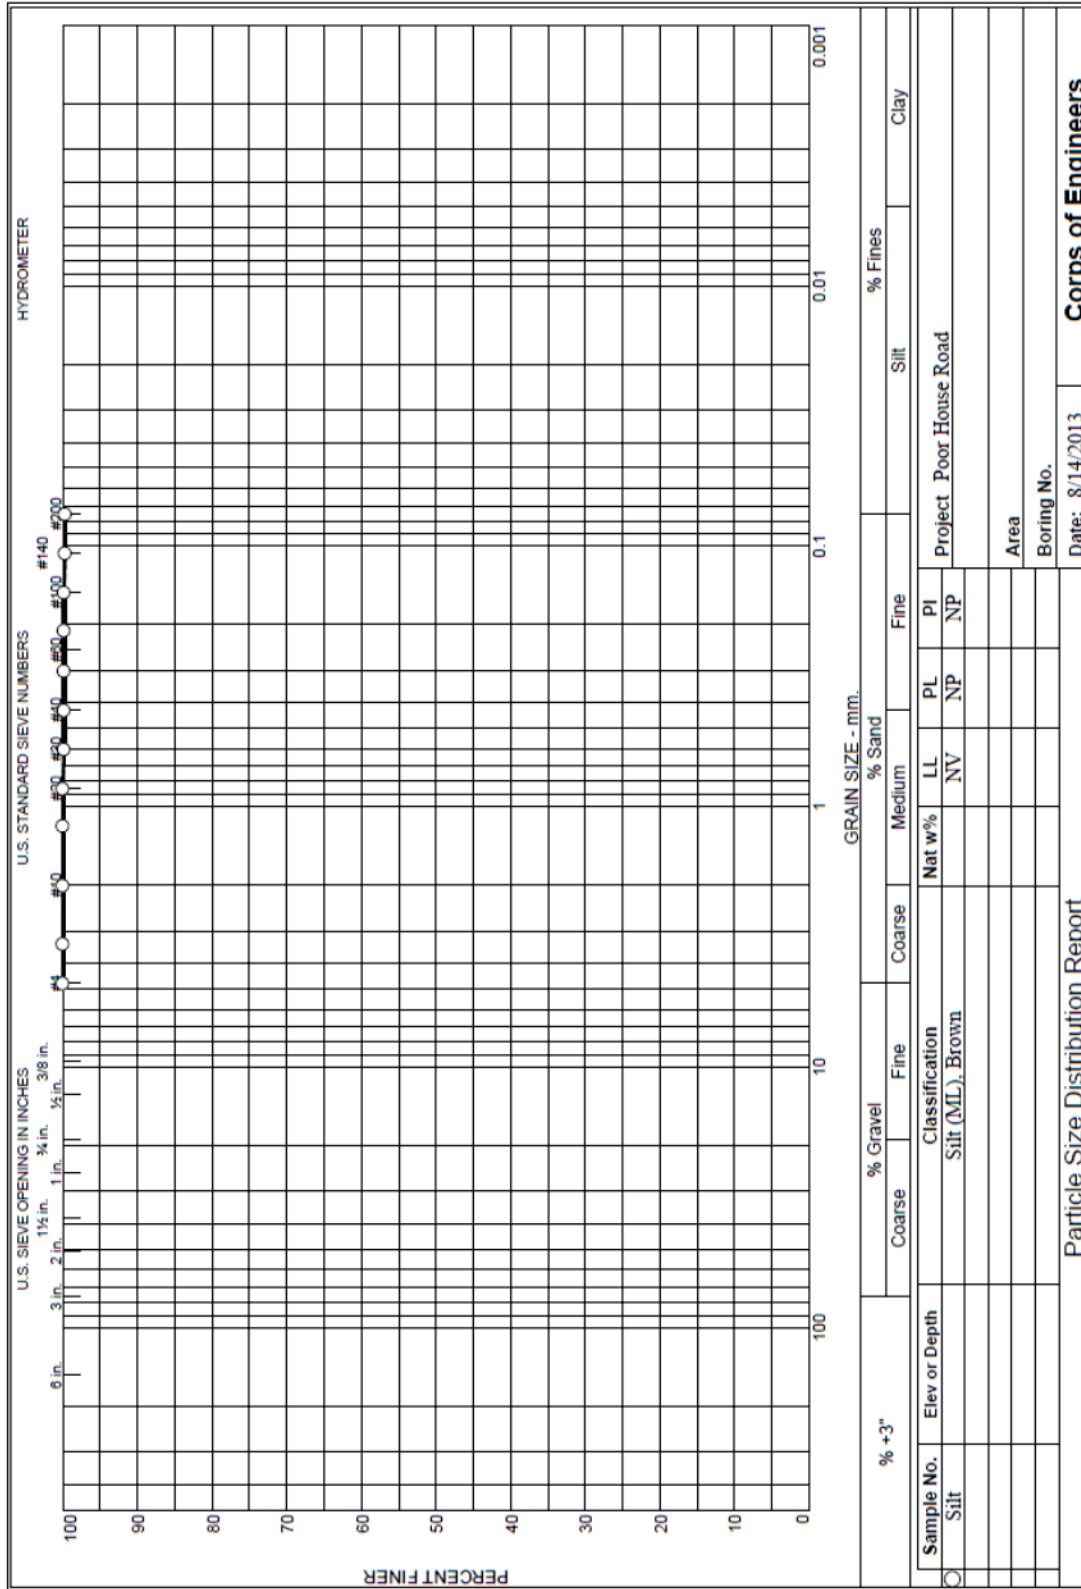 U.S. SIEVE OPENING IN INCHES U.S. STANDARD SIEVE NUMBERS HYDROMETER
6 in. 3 in. 2 in. 1½ in. 1 in. ¾ in. ½ in. 3/8 in. #4 #10 #30 #40 #60 #100 #140 #200
100
90
80
70
60
50
40
30
20
10
0
PERCENT FINER
100 10 1 0.1 0.01 0.001
GRAIN SIZE - mm.
% +3" % Gravel % Sand % Fines
Coarse Fine Coarse Medium Fine Silt Clay
Sample No. Elev or Depth Classification Nat w% LL PL PI
Silt Silt (ML), Brown NV NP NP
Project Poor House Road
Area
Boring No.
Date: 8/14/2013
Particle Size Distribution Report
Corps of Engineers